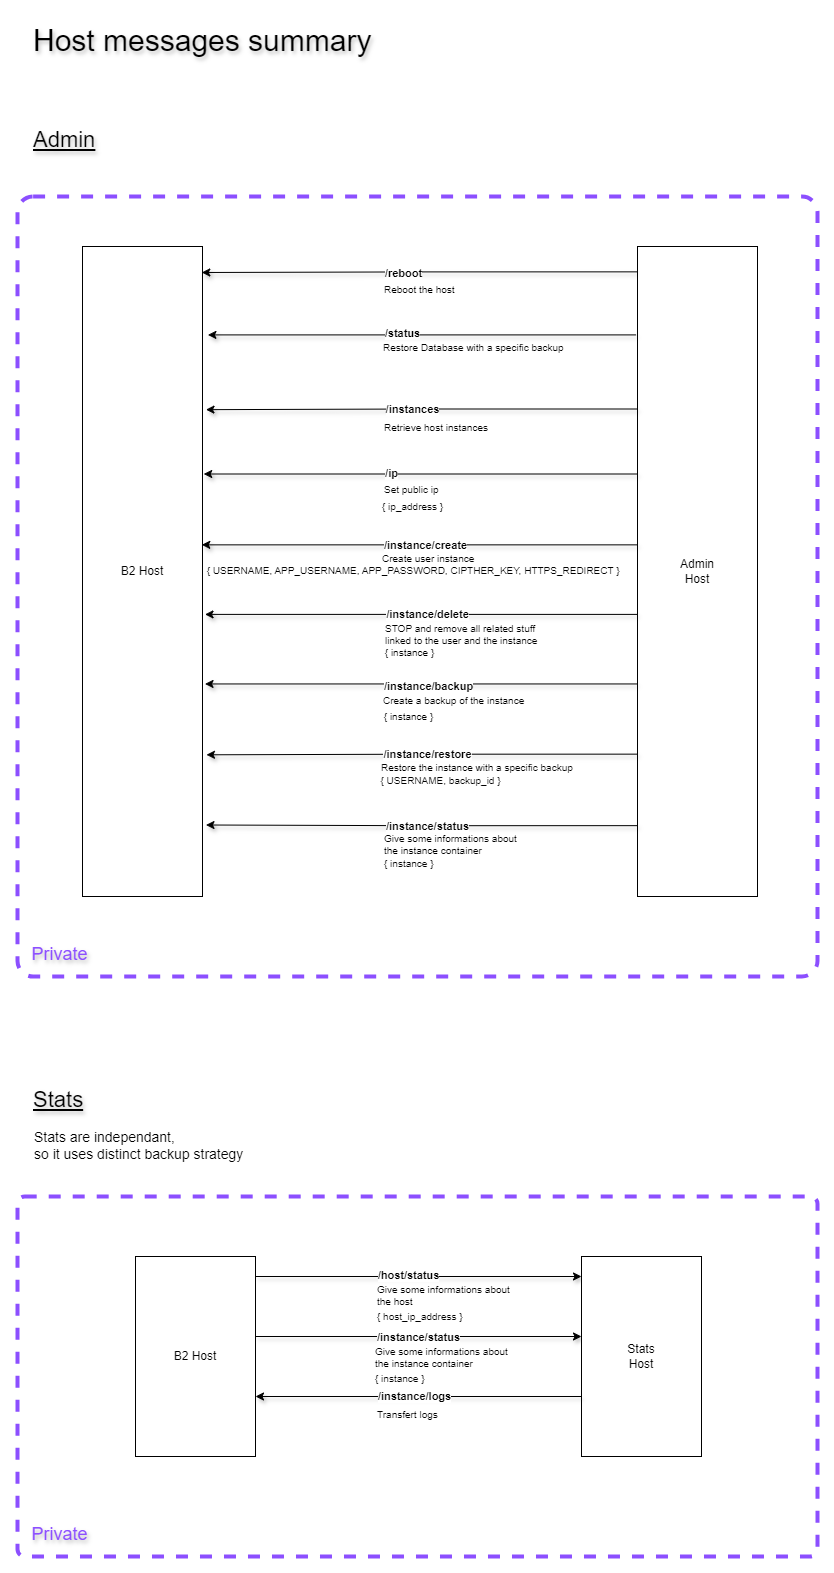 Host messages summary
Admin
/reboot
Reboot the host
/status
Restore Database with a specific backup
/instances
Retrieve host instances
/ip
Set public ip
{ ip_address }
/instance/create
Create user instance
{ USERNAME, APP_USERNAME, APP_PASSWORD, CIPTHER_KEY, HTTPS_REDIRECT }
B2 Host
Admin
Host
/instance/delete
STOP and remove all related stuff
linked to the user and the instance
{ instance }
/instance/backup
Create a backup of the instance
{ instance }
/instance/restore
Restore the instance with a specific backup
{ USERNAME, backup_id }
/instance/status
Give some informations about
the instance container
{ instance }
Private
Stats
Stats are independant,
so it uses distinct backup strategy
/host/status
Give some informations about
the host
{ host_ip_address }
/instance/status
Give some informations about
the instance container
{ instance }
B2 Host
Stats
Host
/instance/logs
Transfert logs
Private